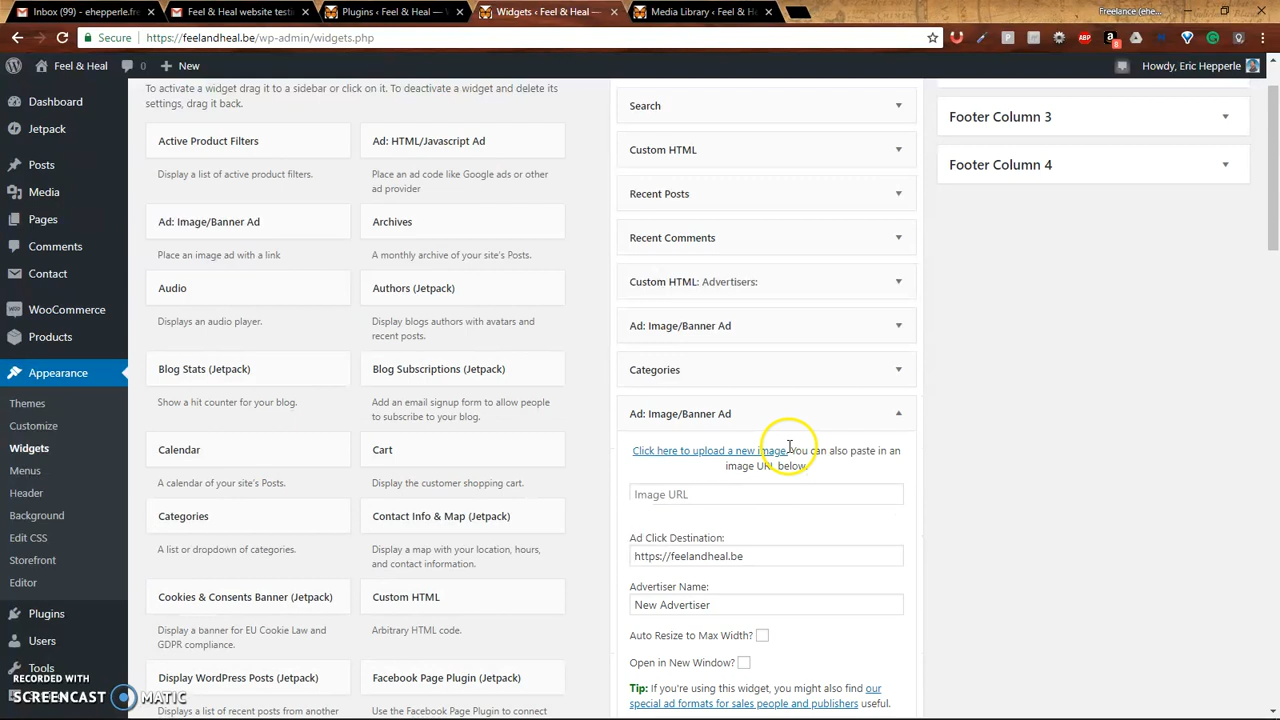 Inbox (99) - epepperle.fre
Feel & Heal website testi
Plugins ‹ Feel & Heal —
Widgets ‹ Feel & Heal —
Media Library ‹ Feel & H
Freelance (ehe...
Secure
https://feelandheal.be/wp-admin/widgets.php
8
Feel & Heal
0
New
Howdy, Eric Hepperle
Dashboard
Jetpack
Posts
Media
Pages
Comments
Contact
WooCommerce
Products
Appearance
Themes
Customize
Widgets
Menus
Header
Background
Edit CSS
Storefront
Editor
Plugins
Users
Tools
RECORDED WITH
SCREENCAST MATIC
To activate a widget drag it to a sidebar or click on it. To deactivate a widget and delete its
settings, drag it back.
Active Product Filters
Display a list of active product filters.
Ad: HTML/Javascript Ad
Place an ad code like Google ads or other
ad provider
Ad: Image/Banner Ad
Place an image ad with a link
Archives
A monthly archive of your site's Posts.
Audio
Displays an audio player.
Authors (Jetpack)
Display blogs authors with avatars and
recent posts.
Blog Stats (Jetpack)
Show a hit counter for your blog.
Blog Subscriptions (Jetpack)
Add an email signup form to allow people
to subscribe to your blog.
Calendar
A calendar of your site's Posts.
Cart
Display the customer shopping cart.
Categories
A list or dropdown of categories.
Contact Info & Map (Jetpack)
Display a map with your location, hours,
and contact information.
Cookies & Consents Banner (Jetpack)
Display a banner for EU Cookie Law and
GDPR compliance.
Custom HTML
Arbitrary HTML code.
Display WordPress Posts (Jetpack)
Displays a list of recent posts from another
Facebook Page Plugin (Jetpack)
Use the Facebook Page Plugin to connect
Search
Custom HTML
Recent Posts
Recent Comments
Custom HTML: Advertisers:
Ad: Image/Banner Ad
Categories
Ad: Image/Banner Ad
Click here to upload a new image. You can also paste in an
image URL below.
Image URL
Ad Click Destination:
https://feelandheal.be
Advertiser Name:
New Advertiser
Auto Resize to Max Width?
Open in New Window?
Tip: If you're using this widget, you might also find our
special ad formats for sales people and publishers useful.
Footer Column 3
Footer Column 4